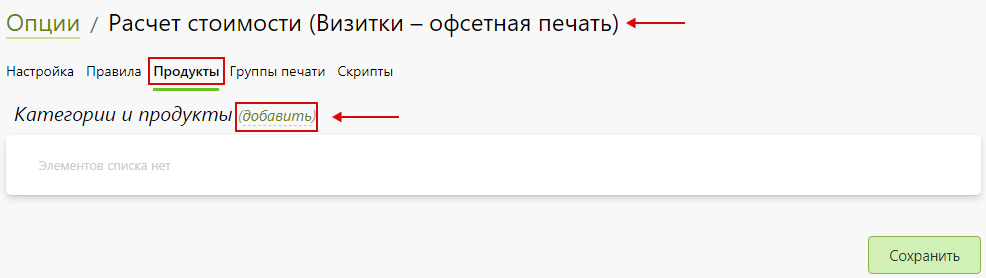 Опции / Расчет стоимости (Визитки – офсетная печать)
Настройка Правила Продукты Группы печати Скрипты
Категории и продукты (добавить)
Элементов списка нет
Сохранить